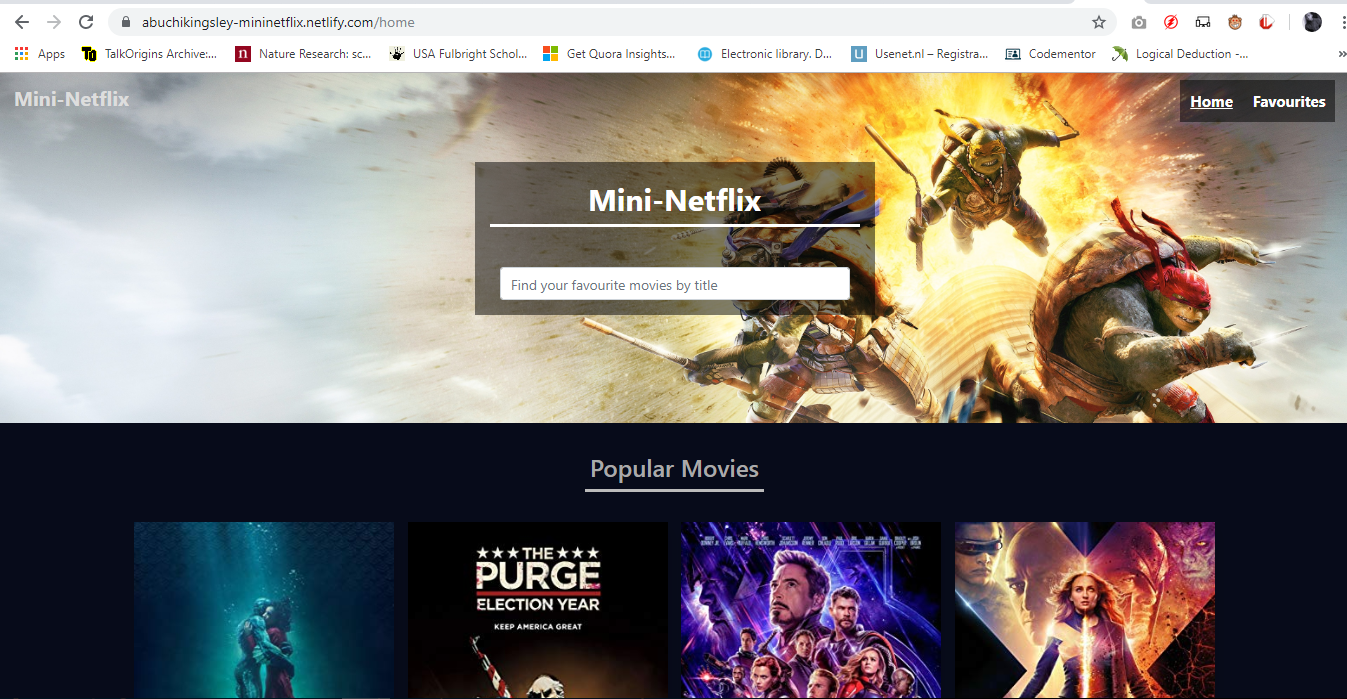 abuchikingsley-mininetflix.netlify.com/home
Apps
TalkOrigins Archive:...
Nature Research: sc...
USA Fulbright Schol...
Get Quora Insights...
Electronic library. D...
Usenet.nl – Registra...
Codementor
Logical Deduction -...
»
Mini-Netflix
Home
Favourites
Mini-Netflix
Find your favourite movies by title
Popular Movies
THE
PURGE
ELECTION YEAR
KEEP AMERICA GREAT